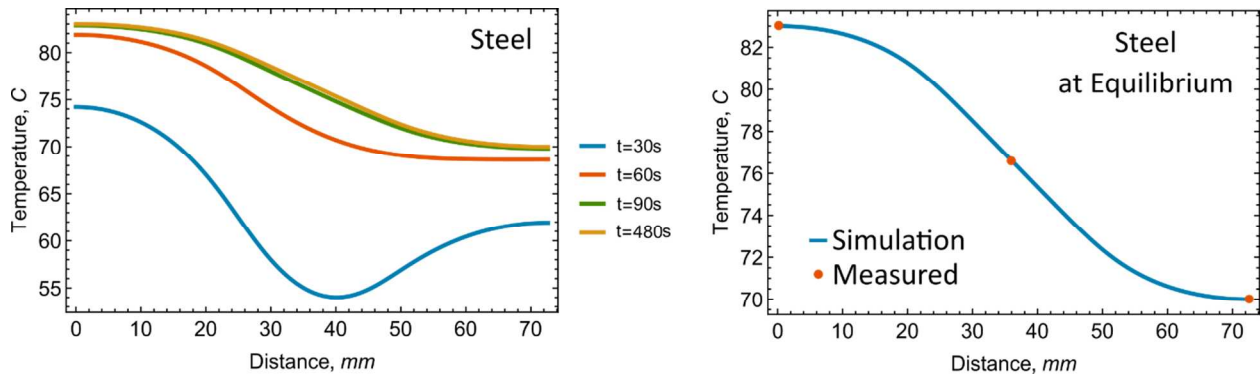 Steel
Temperature, C
80
75
70
65
60
55
0 10 20 30 40 50 60 70
Distance, mm
t=30s
t=60s
t=90s
t=480s
Steel
at Equilibrium
Temperature, C
82
80
78
76
74
72
70
0 10 20 30 40 50 60 70
Distance, mm
Simulation
Measured